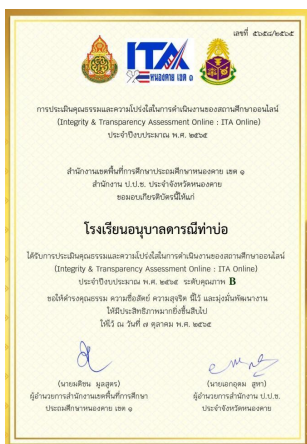 เลขที่ ๕๖๕๘/๒๕๖๕
ITA
หนองคาย เขต ๑
การประเมินคุณธรรมและความโปร่งใสในการดำเนินงานของสถานศึกษาออนไลน์
(Integrity & Transparency Assessment Online : ITA Online)
ประจำปีงบประมาณ พ.ศ. ๒๕๖๕
สำนักงานเขตพื้นที่การศึกษาประถมศึกษาหนองคาย เขต ๑
สำนักงาน ป.ป.ช. ประจำจังหวัดหนองคาย
ขอมอบเกียรติบัตรนี้ให้แก่
โรงเรียนอนุบาลดารณีท่าบ่อ
ได้รับการประเมินคุณธรรมและความโปร่งใสในการดำเนินงานของสถานศึกษาออนไลน์
(Integrity & Transparency Assessment Online : ITA Online)
ประจำปีงบประมาณ พ.ศ. ๒๕๖๕ ระดับคุณภาพ B
ขอให้ดำรงคุณธรรม ความซื่อสัตย์ ความสุจริต นี้ไว้ และมุ่งมั่นพัฒนางาน
ให้มีประสิทธิภาพมากยิ่งขึ้นสืบไป
ให้ไว้ ณ วันที่ ๗ ตุลาคม พ.ศ. ๒๕๖๕
(นายมติชน มูลสูตร)
ผู้อำนวยการสำนักงานเขตพื้นที่การศึกษา
ประถมศึกษาหนองคาย เขต ๑
(นายเอกอุดม สุหา)
ผู้อำนวยการสำนักงาน ป.ป.ช.
ประจำจังหวัดหนองคาย